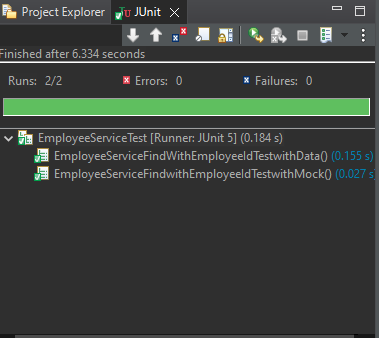 Project Explorer JUnit
Finished after 6.334 seconds
Runs: 2/2 Errors: 0 Failures: 0
EmployeeServiceTest [Runner: JUnit 5] (0.184 s)
EmployeeServiceFindWithEmployeeIdTestwithData() (0.155 s)
EmployeeServiceFindwithEmployeeIdTestwithMock() (0.027 s)